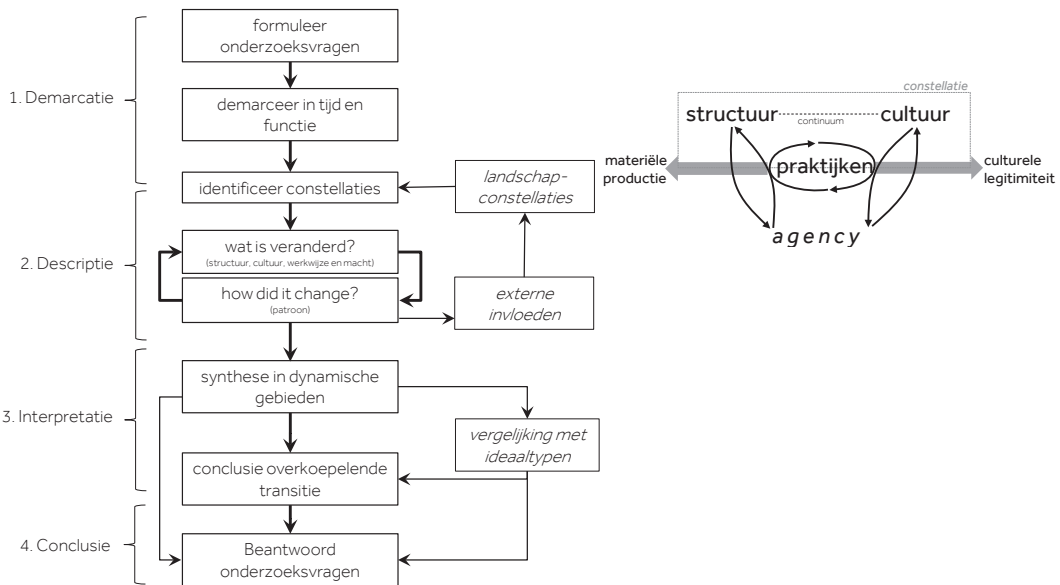 formuleer
onderzoeksvragen
1. Demarcatie
demarceer in tijd en
functie
identificeer constellaties
landschap-
constellaties
2. Descriptie
wat is veranderd?
(structuur, cultuur, werkwijze en macht)
how did it change?
(patroon)
externe
invloeden
3. Interpretatie
synthese in dynamische
gebieden
vergelijking met
ideaaltypen
conclusie overkoepelende
transitie
4. Conclusie
Beantwoord
onderzoeksvragen
constellatie
structuur
continuum
cultuur
materiële
productie
praktijken
culturele
legitimiteit
agency